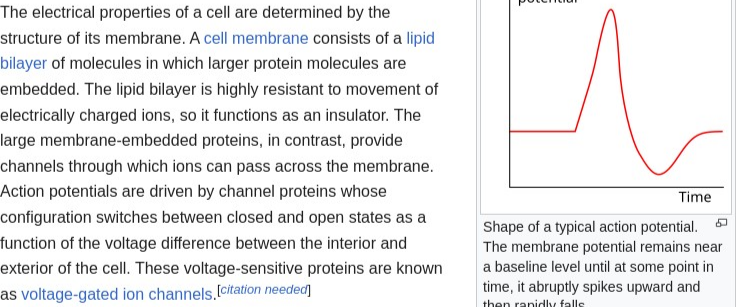 The electrical properties of a cell are determined by the
structure of its membrane. A cell membrane consists of a lipid
bilayer of molecules in which larger protein molecules are
embedded. The lipid bilayer is highly resistant to movement of
electrically charged ions, so it functions as an insulator. The
large membrane-embedded proteins, in contrast, provide
channels through which ions can pass across the membrane.
Action potentials are driven by channel proteins whose
configuration switches between closed and open states as a
function of the voltage difference between the interior and
exterior of the cell. These voltage-sensitive proteins are known
as voltage-gated ion channels.[citation needed]
potential
Time
Shape of a typical action potential.
The membrane potential remains near
a baseline level until at some point in
time, it abruptly spikes upward and
then rapidly falls.